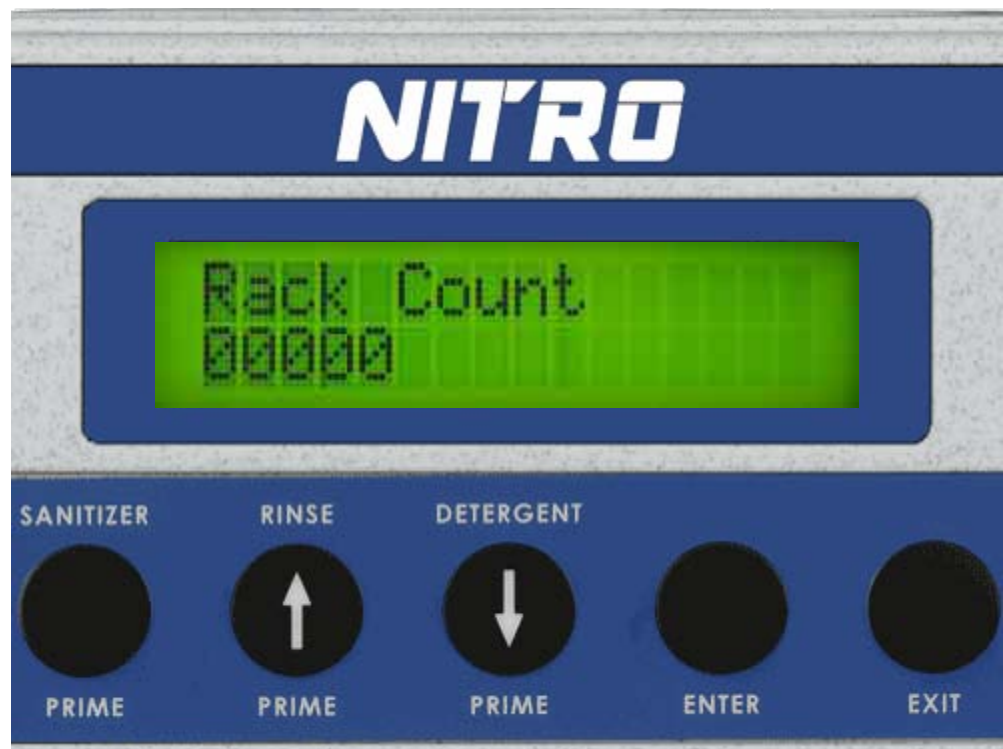 NITRO
Rack Count
00000
SANITIZER RINSE DETERGENT
PRIME PRIME PRIME ENTER EXIT